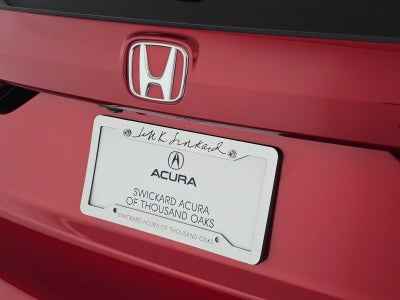 ACURA
SWICKARD ACURA
OF THOUSAND OAKS
SWICKARD ACURA OF THOUSAND OAKS